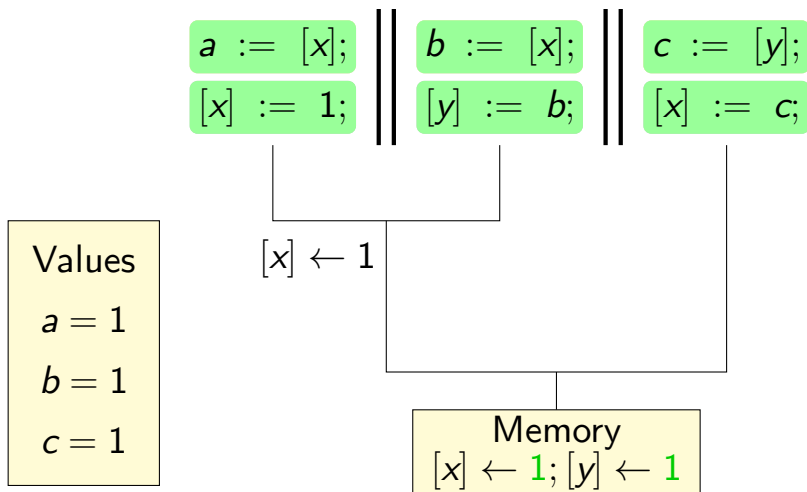 a := [x]; ‖ b := [x]; ‖ c := [y];
[x] := 1; ‖ [y] := b; ‖ [x] := c;
[x] ← 1
Values
a = 1
b = 1
c = 1
Memory
[x] ← 1; [y] ← 1